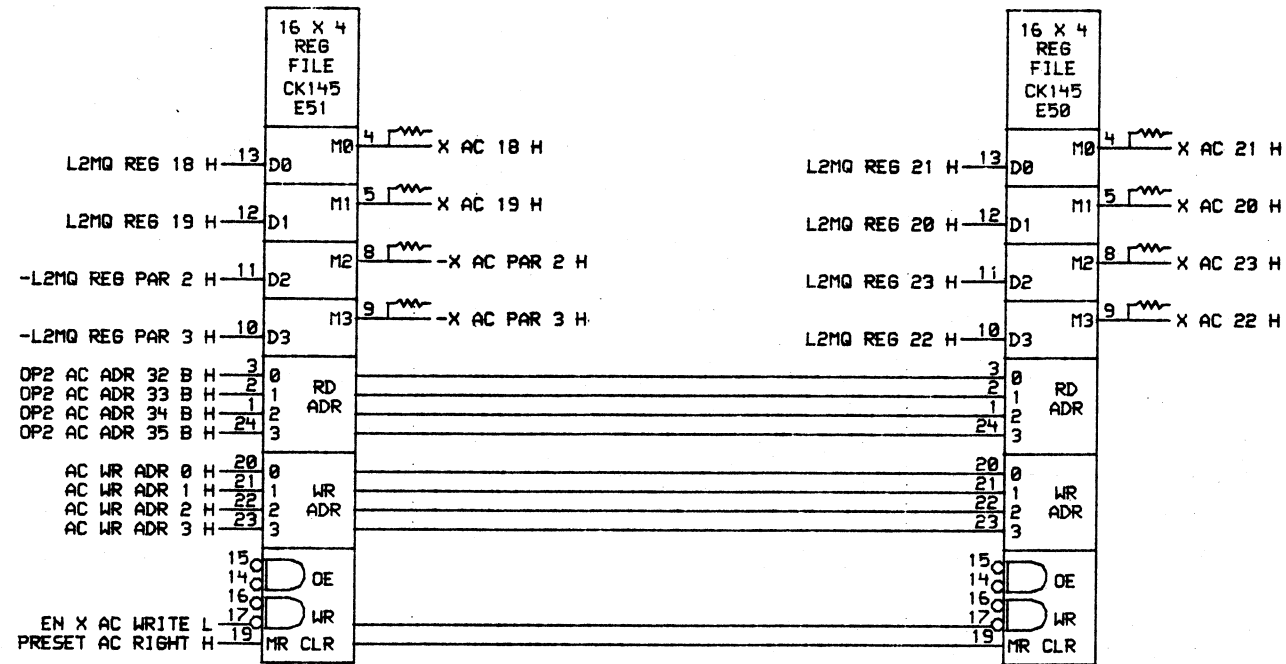 16 X 4
REG
FILE
CK145
E51
L2MQ REG 18 H 13 D0
M0 4 X AC 18 H
L2MQ REG 19 H 12 D1
M1 5 X AC 19 H
-L2MQ REG PAR 2 H 11 D2
M2 8 -X AC PAR 2 H
-L2MQ REG PAR 3 H 10 D3
M3 9 -X AC PAR 3 H
OP2 AC ADR 32 B H 3 0
OP2 AC ADR 33 B H 2 1
OP2 AC ADR 34 B H 1 2
OP2 AC ADR 35 B H 24 3
RD
ADR
AC WR ADR 0 H 20 0
AC WR ADR 1 H 21 1
AC WR ADR 2 H 22 2
AC WR ADR 3 H 23 3
WR
ADR
15
14
OE
16
EN X AC WRITE L 17
WR
PRESET AC RIGHT H 19 MR CLR
16 X 4
REG
FILE
CK145
E50
L2MQ REG 21 H 13 D0
M0 4 X AC 21 H
L2MQ REG 20 H 12 D1
M1 5 X AC 20 H
L2MQ REG 23 H 11 D2
M2 8 X AC 23 H
L2MQ REG 22 H 10 D3
M3 9 X AC 22 H
3 0
2 1
1 2
24 3
RD
ADR
20 0
21 1
22 2
23 3
WR
ADR
15
14
OE
16
17
WR
19 MR CLR